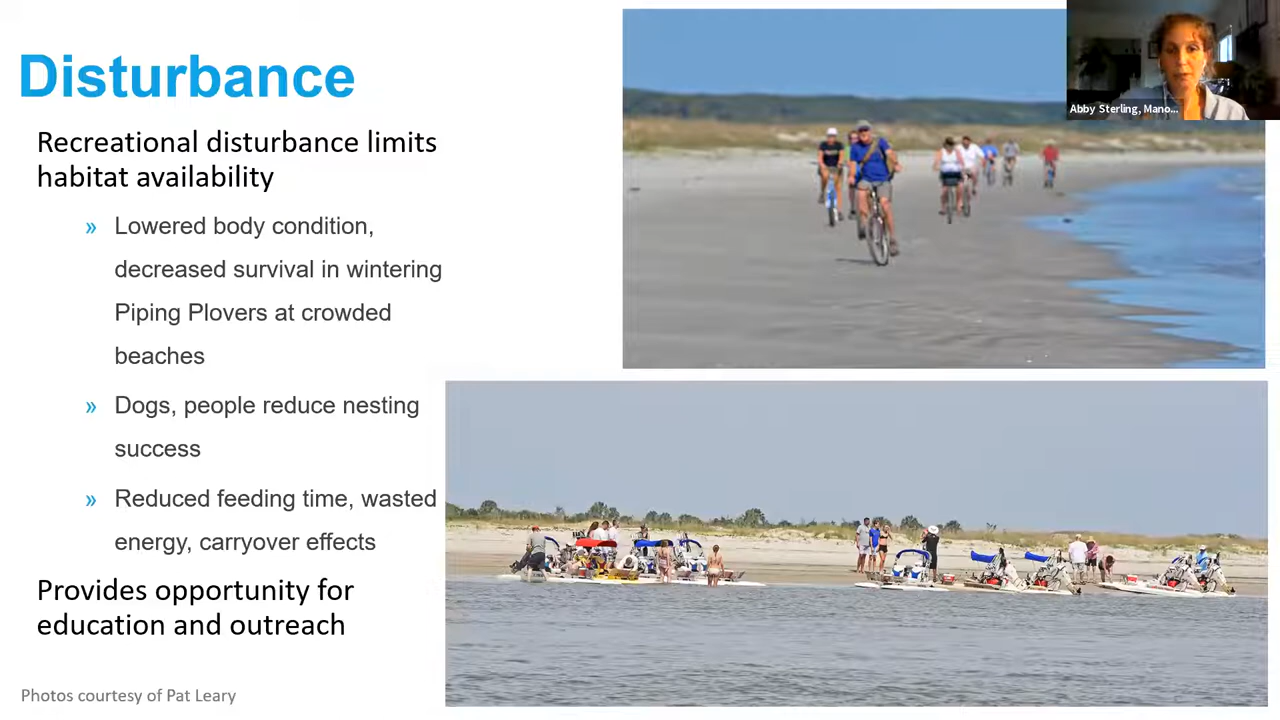 Disturbance
Recreational disturbance limits
habitat availability
» Lowered body condition,
decreased survival in wintering
Piping Plovers at crowded
beaches
» Dogs, people reduce nesting
success
» Reduced feeding time, wasted
energy, carryover effects
Provides opportunity for
education and outreach
Photos courtesy of Pat Leary
Abby Sterling, Mano...